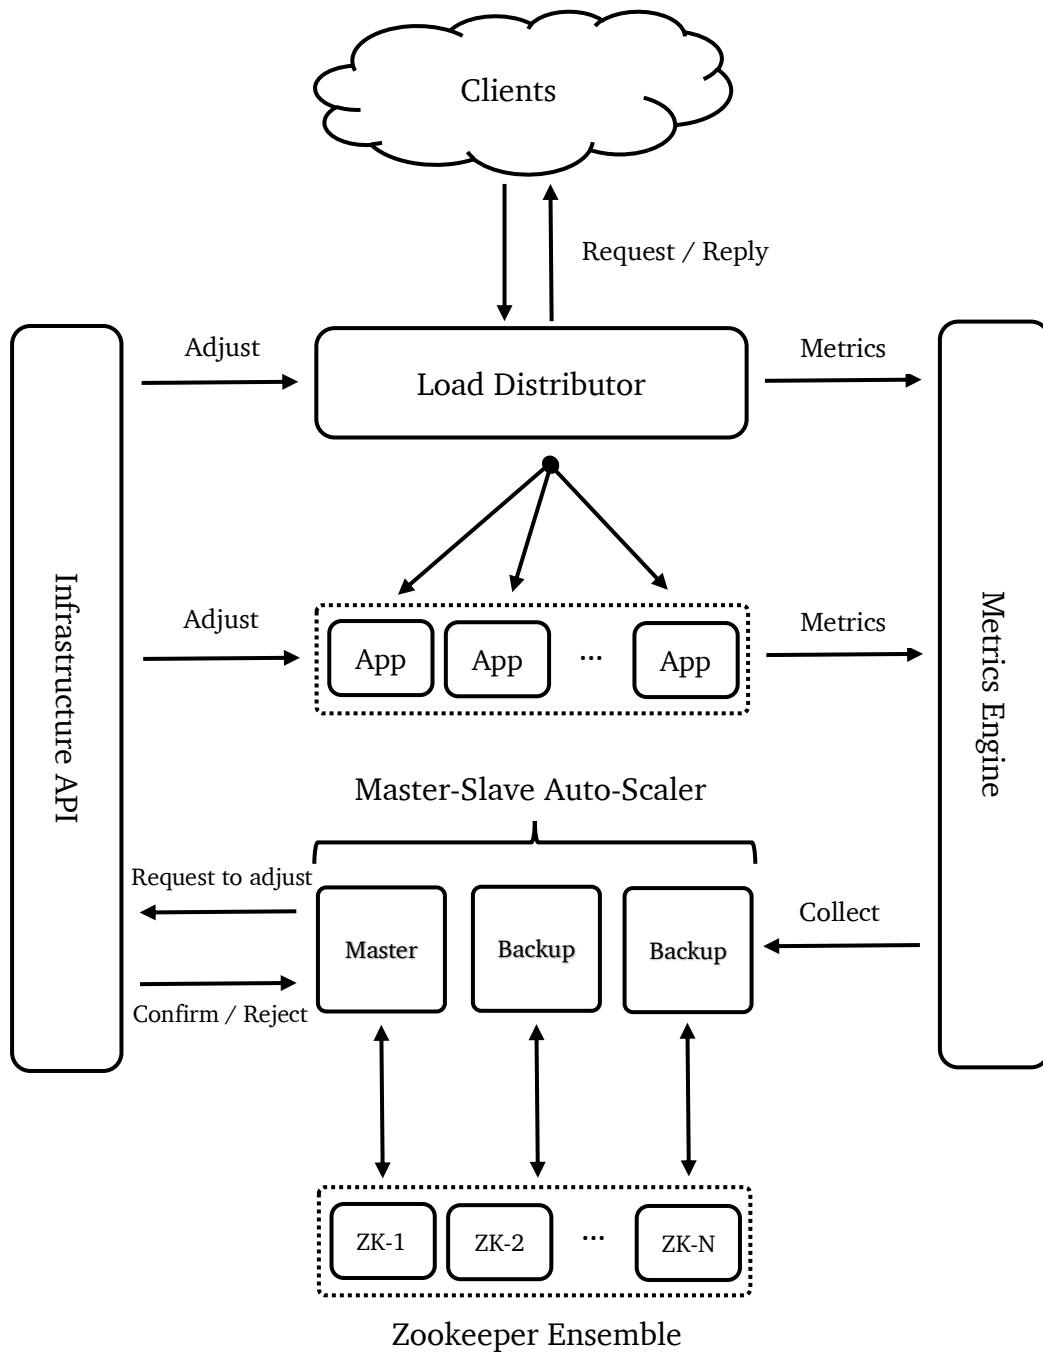 Clients
Request / Reply
Adjust
Load Distributor
Metrics
Infrastructure API
Adjust
App
App
...
App
Metrics
Metrics Engine
Master-Slave Auto-Scaler
Request to adjust
Master
Backup
Backup
Collect
Confirm / Reject
ZK-1
ZK-2
...
ZK-N
Zookeeper Ensemble